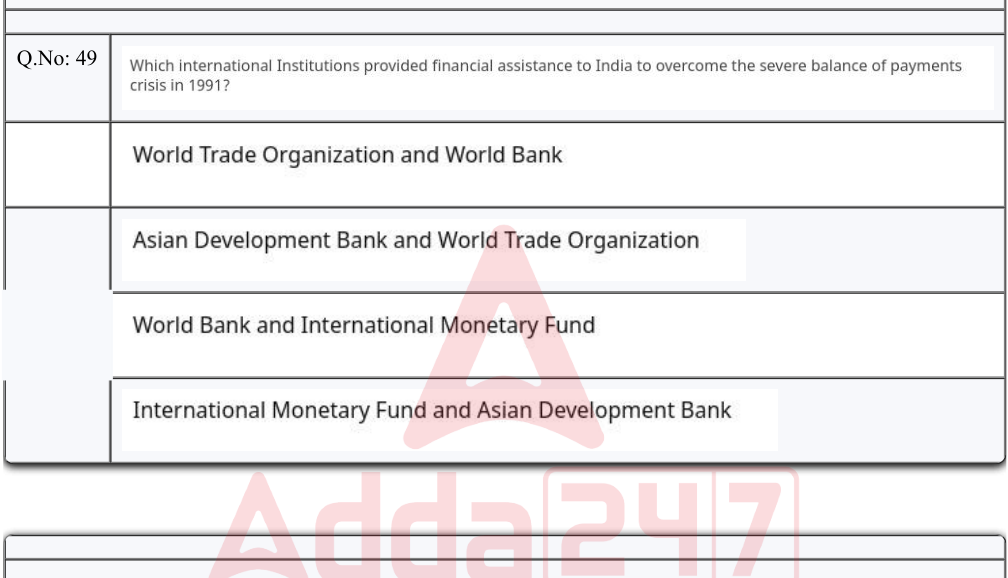 Q.No: 49
Which international Institutions provided financial assistance to India to overcome the severe balance of payments
crisis in 1991?
World Trade Organization and World Bank
Asian Development Bank and World Trade Organization
World Bank and International Monetary Fund
International Monetary Fund and Asian Development Bank
Adda247